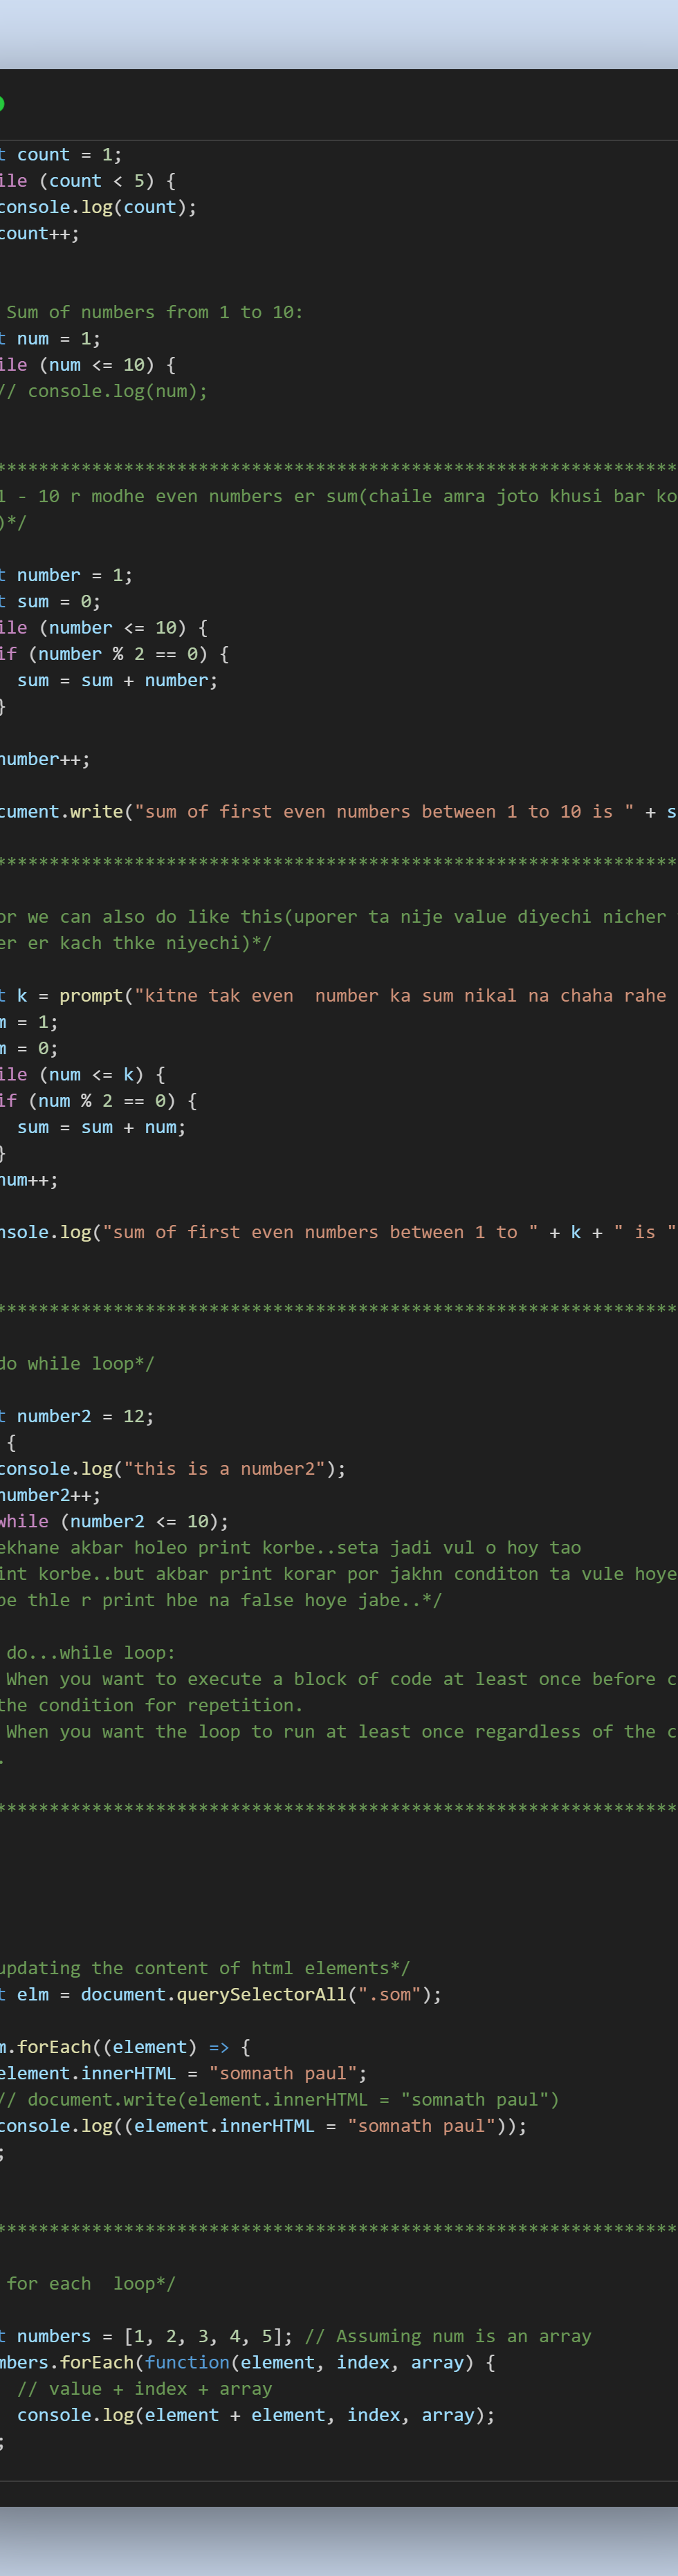 t count = 1;
ile (count < 5) {
console.log(count);
count++;
Sum of numbers from 1 to 10:
t num = 1;
ile (num <= 10) {
// console.log(num);
****************************************************************
1 - 10 r modhe even numbers er sum(chaile amra joto khusi bar ko
)*/
t number = 1;
t sum = 0;
ile (number <= 10) {
if (number % 2 == 0) {
sum = sum + number;
}
number++;
cument.write("sum of first even numbers between 1 to 10 is " + s
****************************************************************
or we can also do like this(uporer ta nije value diyechi nicher
er er kach thke niyechi)*/
t k = prompt("kitne tak even  number ka sum nikal na chaha rahe
m = 1;
m = 0;
ile (num <= k) {
if (num % 2 == 0) {
sum = sum + num;
}
num++;
nsole.log("sum of first even numbers between 1 to " + k + " is "
****************************************************************
do while loop*/
t number2 = 12;
{
console.log("this is a number2");
number2++;
while (number2 <= 10);
ekhane akbar holeo print korbe..seta jadi vul o hoy tao
int korbe..but akbar print korar por jakhn conditon ta vule hoye
be thle r print hbe na false hoye jabe..*/
do...while loop:
When you want to execute a block of code at least once before c
the condition for repetition.
When you want the loop to run at least once regardless of the c
.
****************************************************************
updating the content of html elements*/
t elm = document.querySelectorAll(".som");
m.forEach((element) => {
element.innerHTML = "somnath paul";
// document.write(element.innerHTML = "somnath paul")
console.log((element.innerHTML = "somnath paul"));
;
****************************************************************
for each  loop*/
t numbers = [1, 2, 3, 4, 5]; // Assuming num is an array
mbers.forEach(function(element, index, array) {
// value + index + array
console.log(element + element, index, array);
;